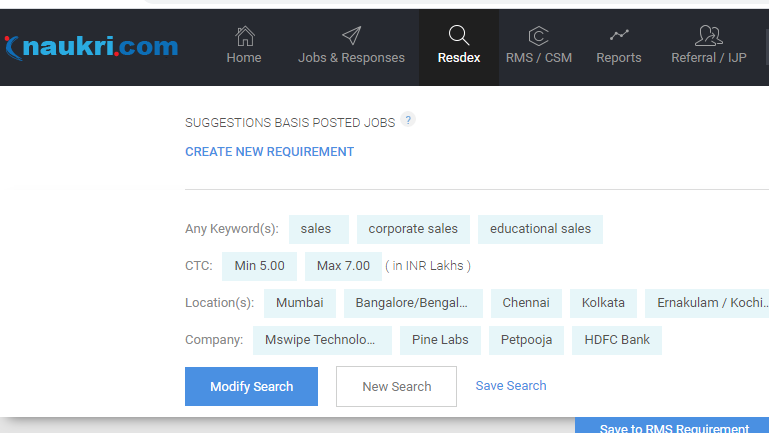 naukri.com
Home Jobs & Responses Resdex RMS / CSM Reports Referral / IJP
SUGGESTIONS BASIS POSTED JOBS ?
CREATE NEW REQUIREMENT
Any Keyword(s): sales corporate sales educational sales
CTC: Min 5.00 Max 7.00 ( in INR Lakhs )
Location(s): Mumbai Bangalore/Bengal... Chennai Kolkata Ernakulam / Kochi...
Company: Mswipe Technolo... Pine Labs Petpooja HDFC Bank
Modify Search New Search Save Search
Save to RMS Requirement